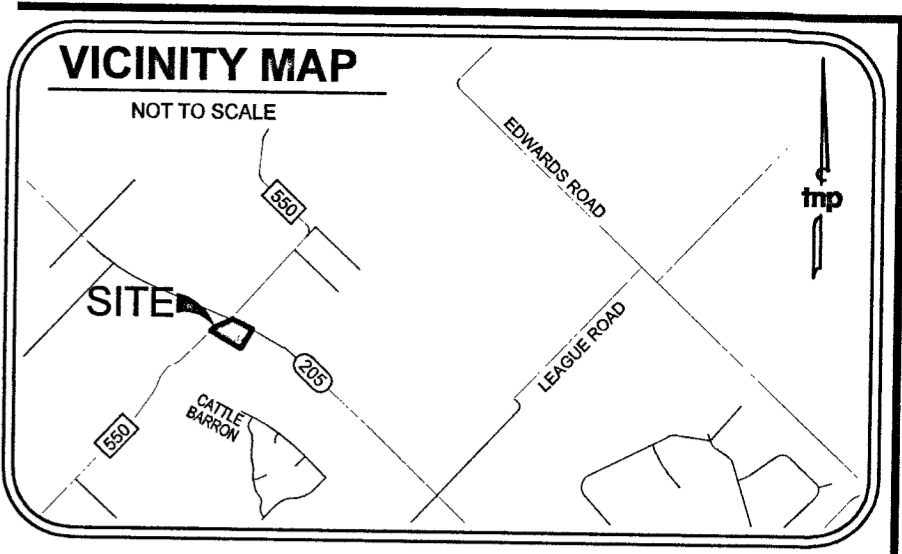 VICINITY MAP
NOT TO SCALE
EDWARDS ROAD
550
tnp
SITE
LEAGUE ROAD
205
CATTLE
BARRON
550